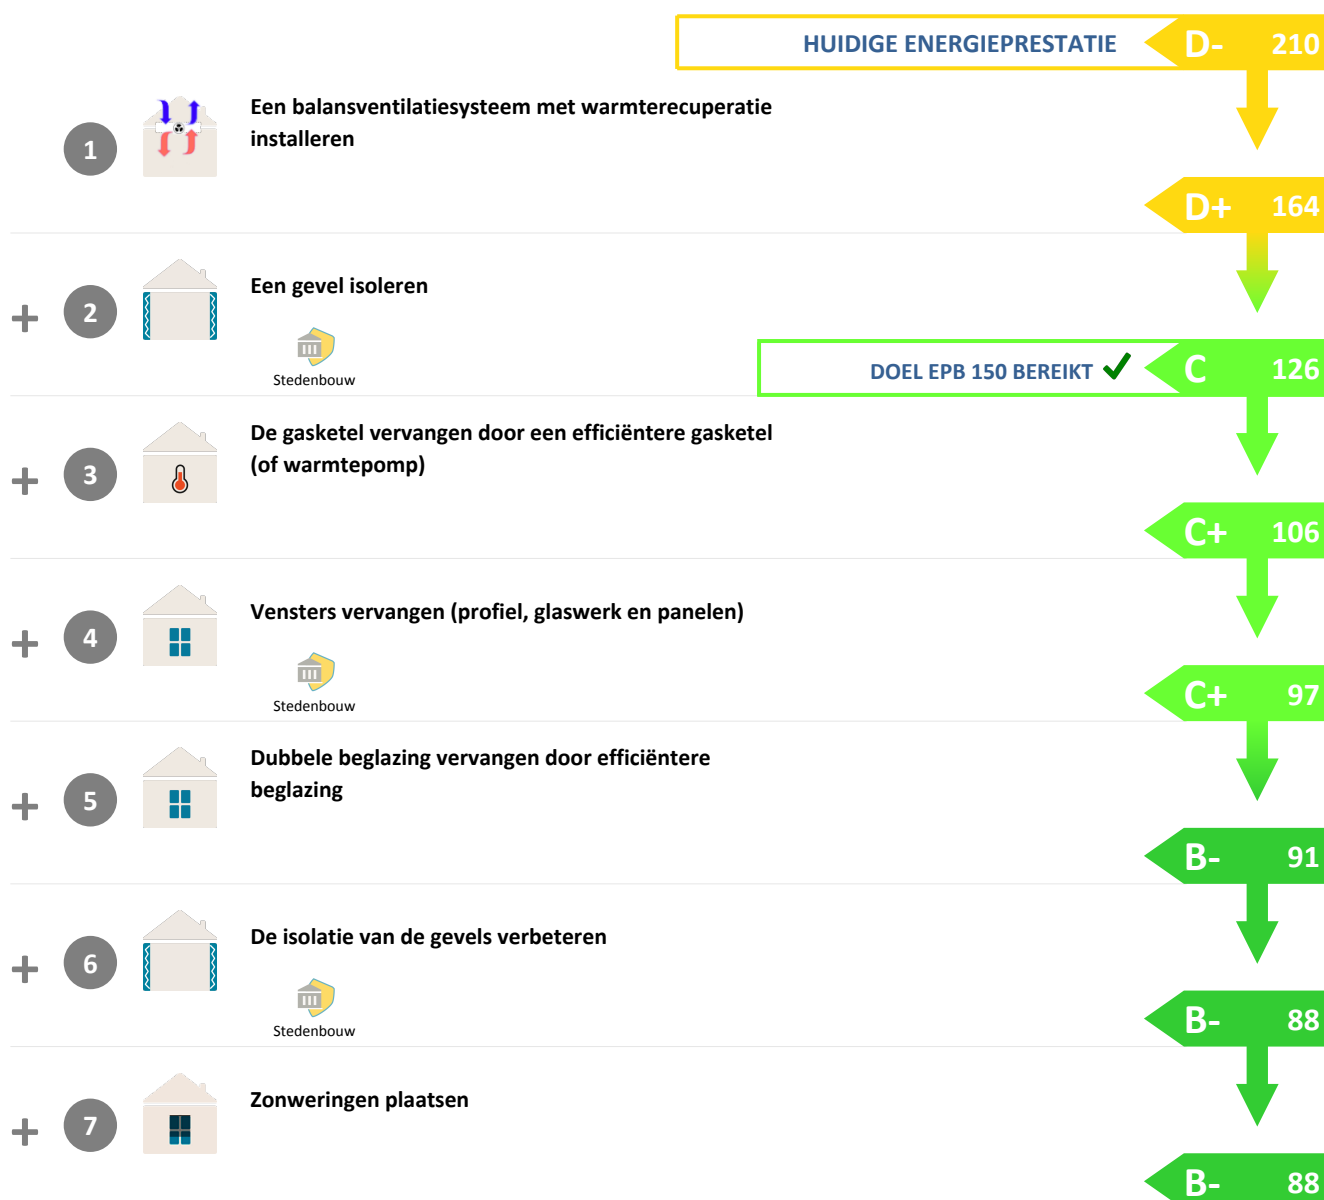 HUIDIGE ENERGIEPRESTATIE D- 210
1 Een balansventilatiesysteem met warmterecuperatie
installeren
D+ 164
+ 2 Een gevel isoleren
Stedenbouw
DOEL EPB 150 BEREIKT ✓ C 126
+ 3 De gasketel vervangen door een efficiëntere gasketel
(of warmtepomp)
C+ 106
+ 4 Vensters vervangen (profiel, glaswerk en panelen)
Stedenbouw
C+ 97
+ 5 Dubbele beglazing vervangen door efficiëntere
beglazing
B- 91
+ 6 De isolatie van de gevels verbeteren
Stedenbouw
B- 88
+ 7 Zonweringen plaatsen
B- 88